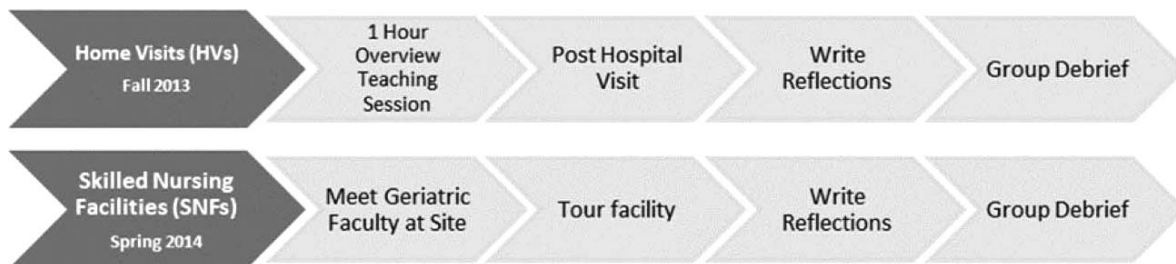 Home Visits (HVs)
Fall 2013
1 Hour
Overview
Teaching
Session
Post Hospital
Visit
Write
Reflections
Group Debrief
Skilled Nursing
Facilities (SNFs)
Spring 2014
Meet Geriatric
Faculty at Site
Tour facility
Write
Reflections
Group Debrief